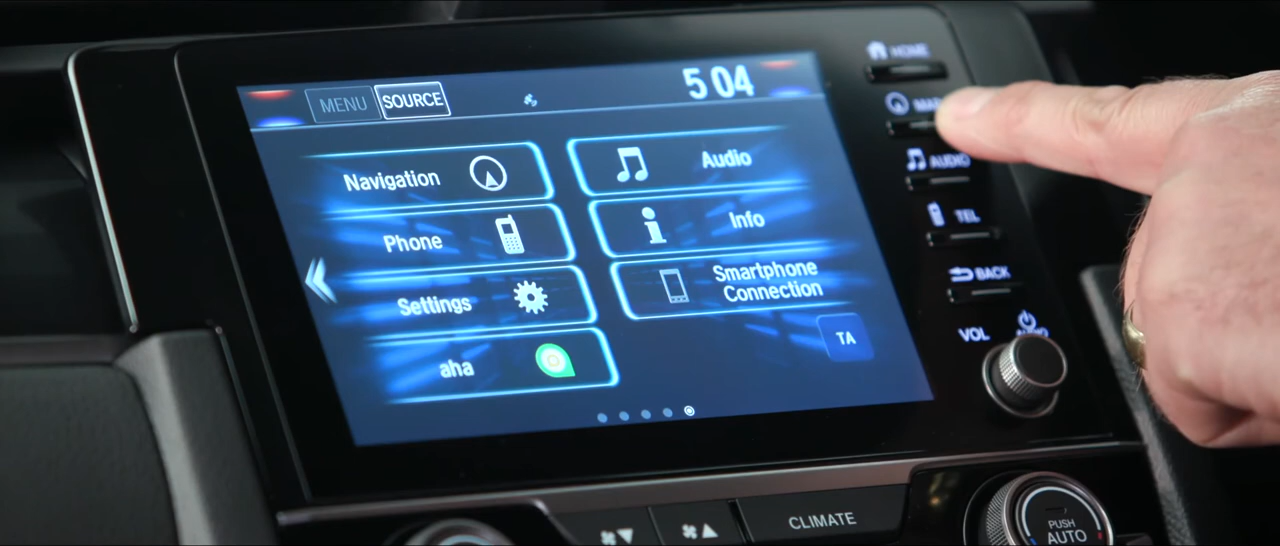 MENU SOURCE 5 04
Navigation
Phone
Settings
aha
Audio
Info
Smartphone
Connection
TA
HOME
AUDIO
TEL
BACK
VOL
AUDIO
CLIMATE
PUSH
AUTO